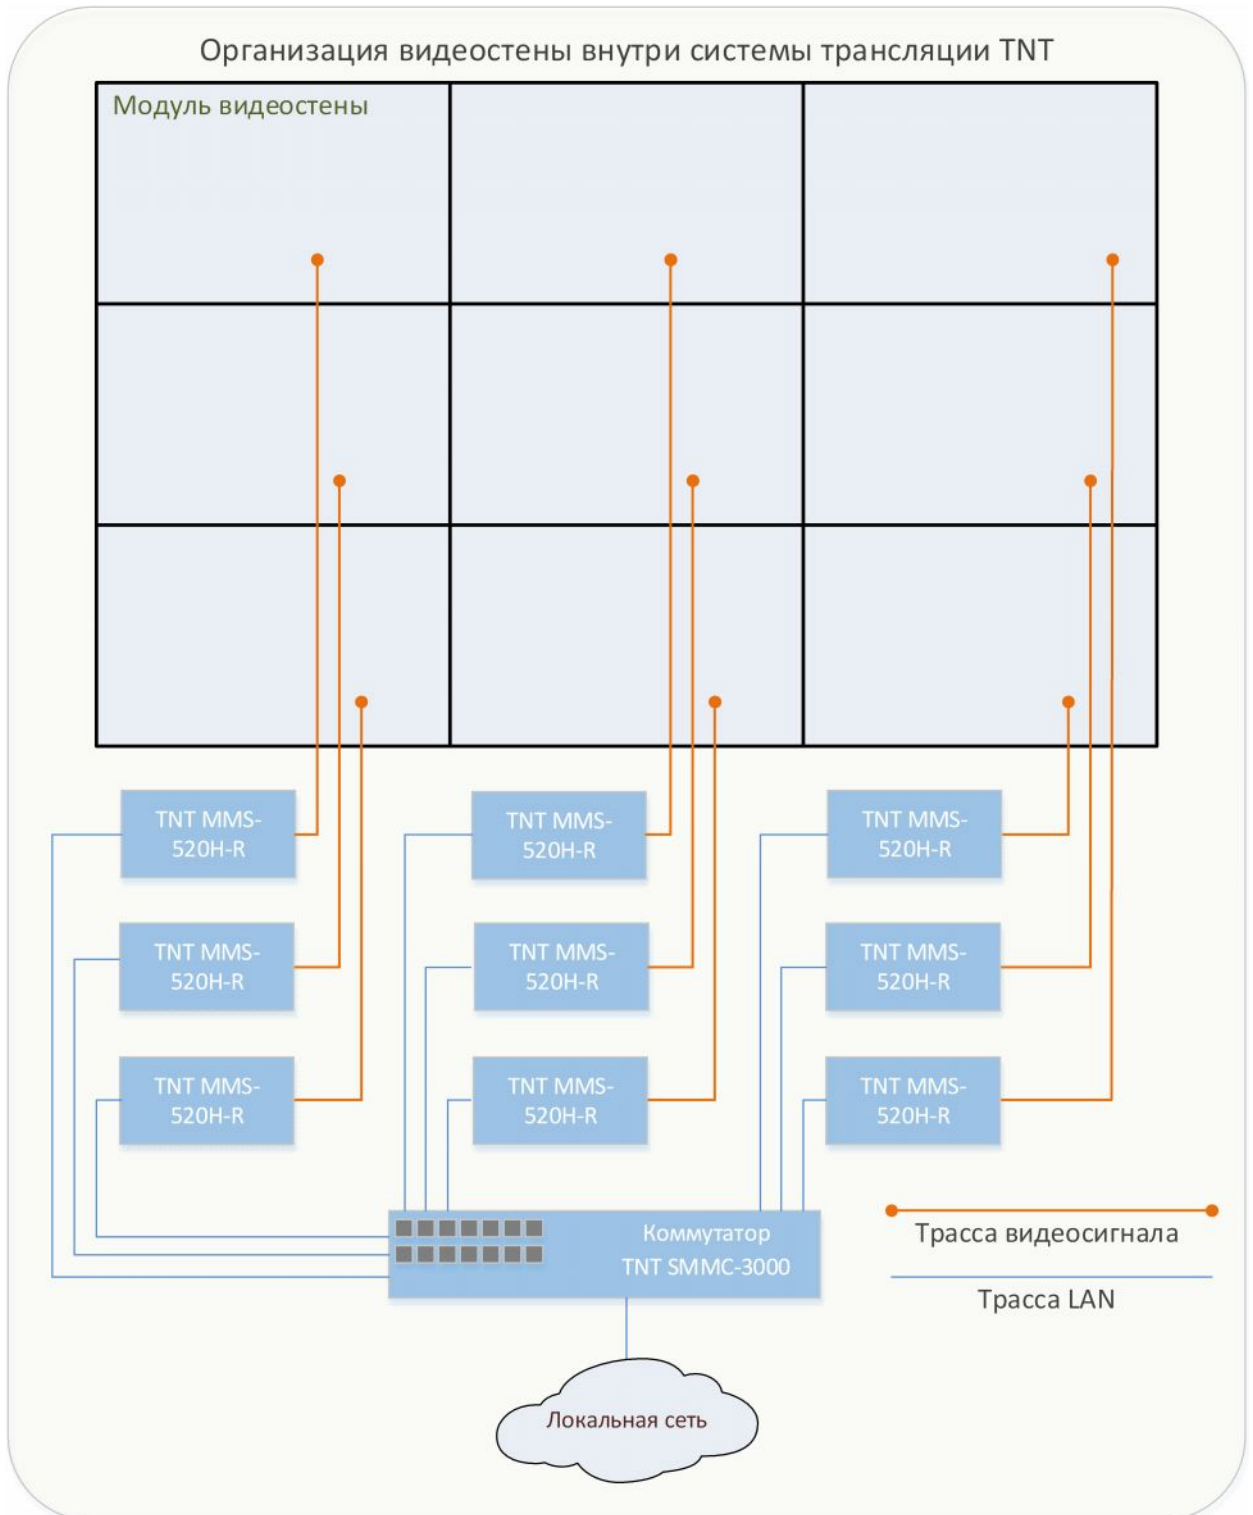 Организация видеостены внутри системы трансляции TNT
Модуль видеостены
TNT MMS-
520H-R
TNT MMS-
520H-R
TNT MMS-
520H-R
TNT MMS-
520H-R
TNT MMS-
520H-R
TNT MMS-
520H-R
TNT MMS-
520H-R
TNT MMS-
520H-R
TNT MMS-
520H-R
Коммутатор
TNT SMMC-3000
Трасса видеосигнала
Трасса LAN
Локальная сеть